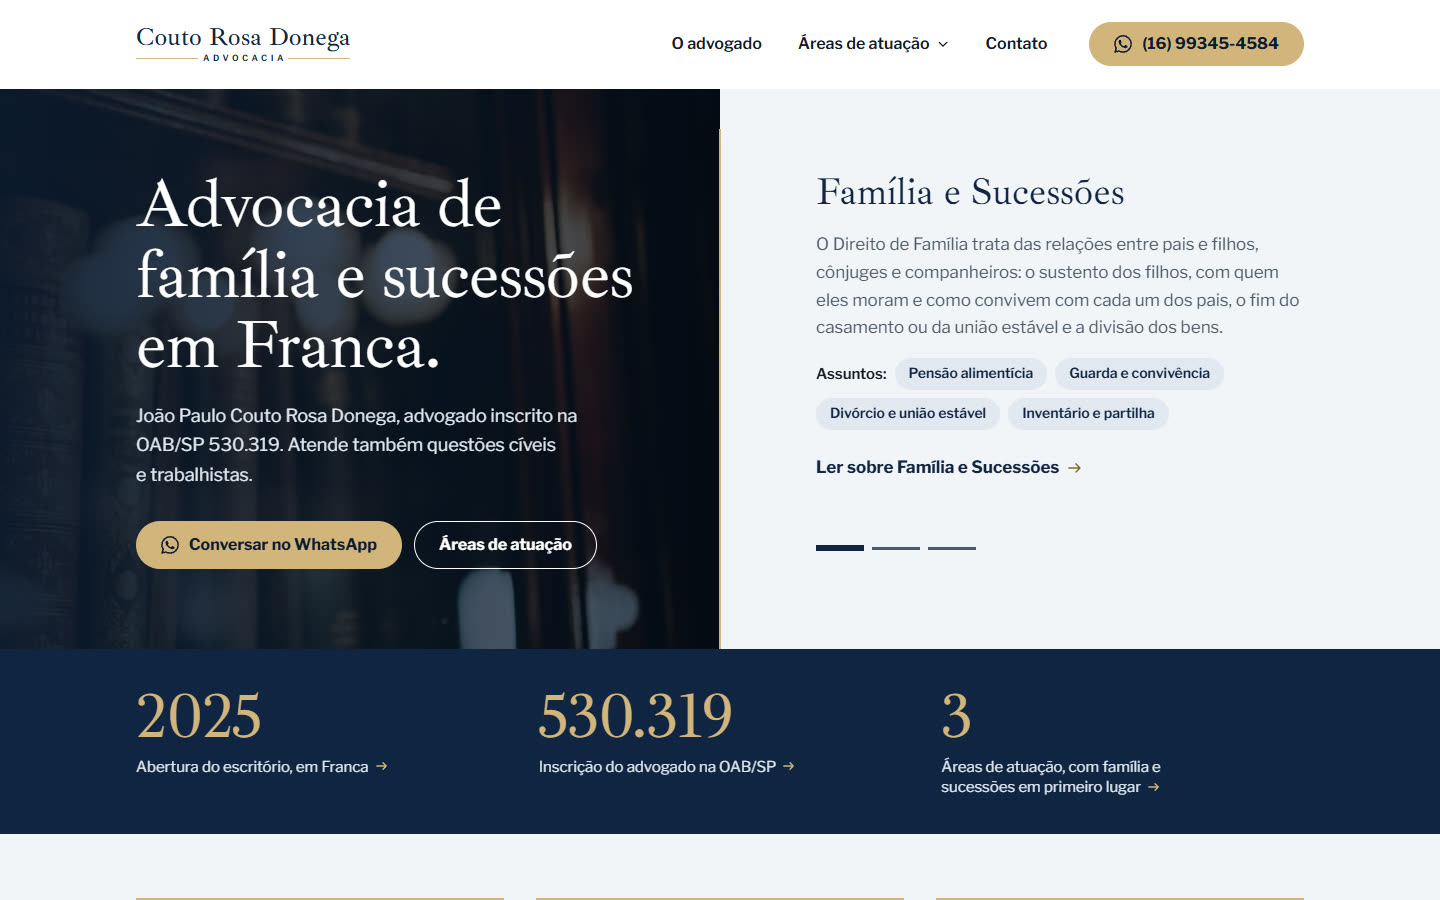 Couto Rosa Donega
ADVOCACIA
O advogado
Áreas de atuação
Contato
(16) 99345-4584
Advocacia de
família e sucessões
em Franca.
João Paulo Couto Rosa Donega, advogado inscrito na
OAB/SP 530.319. Atende também questões cíveis
e trabalhistas.
Conversar no WhatsApp
Áreas de atuação
Família e Sucessões
O Direito de Família trata das relações entre pais e filhos,
cônjuges e companheiros: o sustento dos filhos, com quem
eles moram e como convivem com cada um dos pais, o fim do
casamento ou da união estável e a divisão dos bens.
Assuntos: Pensão alimentícia Guarda e convivência
Divórcio e união estável Inventário e partilha
Ler sobre Família e Sucessões →
2025
Abertura do escritório, em Franca →
530.319
Inscrição do advogado na OAB/SP →
3
Áreas de atuação, com família e
sucessões em primeiro lugar →